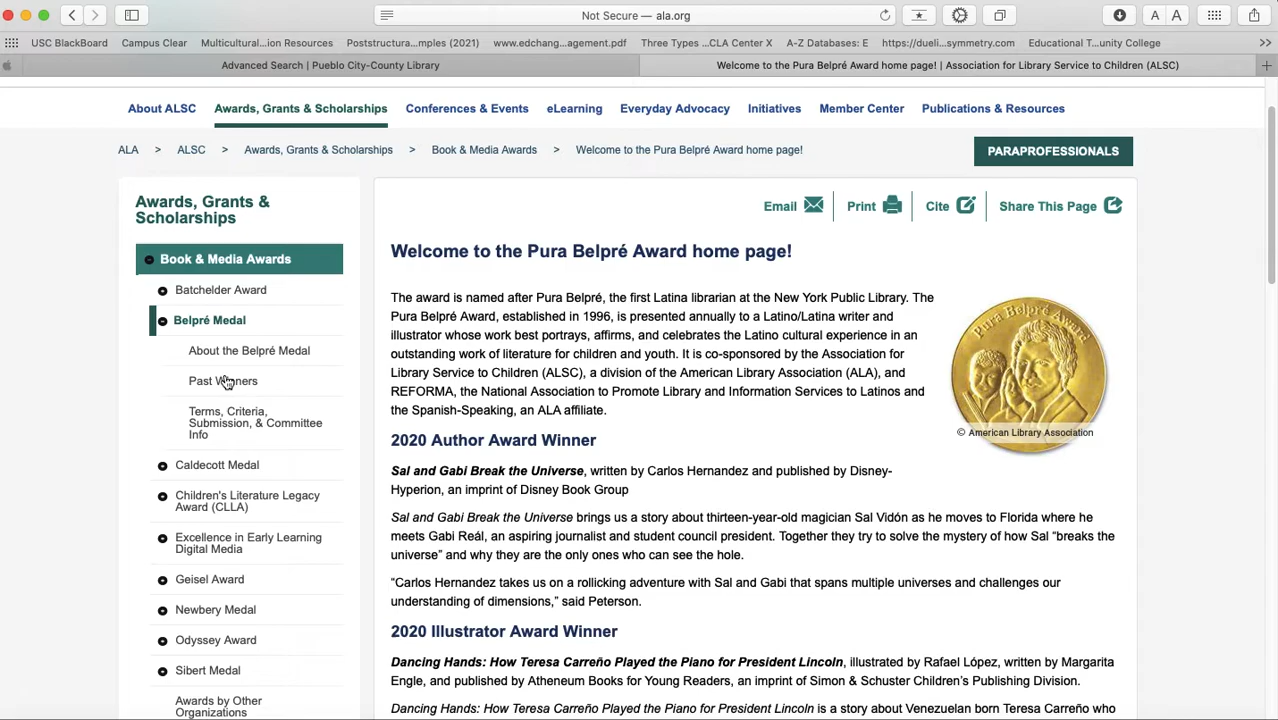 Not Secure — ala.org
A A
USC BlackBoard Campus Clear Multicultural...ion Resources Poststructura...mples (2021) www.edchang...agement.pdf Three Types ...CLA Center X A-Z Databases: E https://dueli...symmetry.com Educational T...unity College >>
Advanced Search | Pueblo City-County Library
Welcome to the Pura Belpré Award home page! | Association for Library Service to Children (ALSC)
About ALSC Awards, Grants & Scholarships Conferences & Events eLearning Everyday Advocacy Initiatives Member Center Publications & Resources
ALA > ALSC > Awards, Grants & Scholarships > Book & Media Awards > Welcome to the Pura Belpré Award home page!
PARAPROFESSIONALS
Awards, Grants &
Scholarships
Book & Media Awards
Batchelder Award
Belpré Medal
About the Belpré Medal
Past Winners
Terms, Criteria,
Submission, & Committee
Info
Caldecott Medal
Children's Literature Legacy
Award (CLLA)
Excellence in Early Learning
Digital Media
Geisel Award
Newbery Medal
Odyssey Award
Sibert Medal
Awards by Other
Organizations
Email Print Cite Share This Page
Welcome to the Pura Belpré Award home page!
The award is named after Pura Belpré, the first Latina librarian at the New York Public Library. The
Pura Belpré Award, established in 1996, is presented annually to a Latino/Latina writer and
illustrator whose work best portrays, affirms, and celebrates the Latino cultural experience in an
outstanding work of literature for children and youth. It is co-sponsored by the Association for
Library Service to Children (ALSC), a division of the American Library Association (ALA), and
REFORMA, the National Association to Promote Library and Information Services to Latinos and
the Spanish-Speaking, an ALA affiliate.
Pura Belpré Award
© American Library Association
2020 Author Award Winner
Sal and Gabi Break the Universe, written by Carlos Hernandez and published by Disney-
Hyperion, an imprint of Disney Book Group
Sal and Gabi Break the Universe brings us a story about thirteen-year-old magician Sal Vidón as he moves to Florida where he
meets Gabi Reál, an aspiring journalist and student council president. Together they try to solve the mystery of how Sal “breaks the
universe” and why they are the only ones who can see the hole.
“Carlos Hernandez takes us on a rollicking adventure with Sal and Gabi that spans multiple universes and challenges our
understanding of dimensions,” said Peterson.
2020 Illustrator Award Winner
Dancing Hands: How Teresa Carreño Played the Piano for President Lincoln, illustrated by Rafael López, written by Margarita
Engle, and published by Atheneum Books for Young Readers, an imprint of Simon & Schuster Children’s Publishing Division.
Dancing Hands: How Teresa Carreño Played the Piano for President Lincoln is a story about Venezuelan born Teresa Carreño who